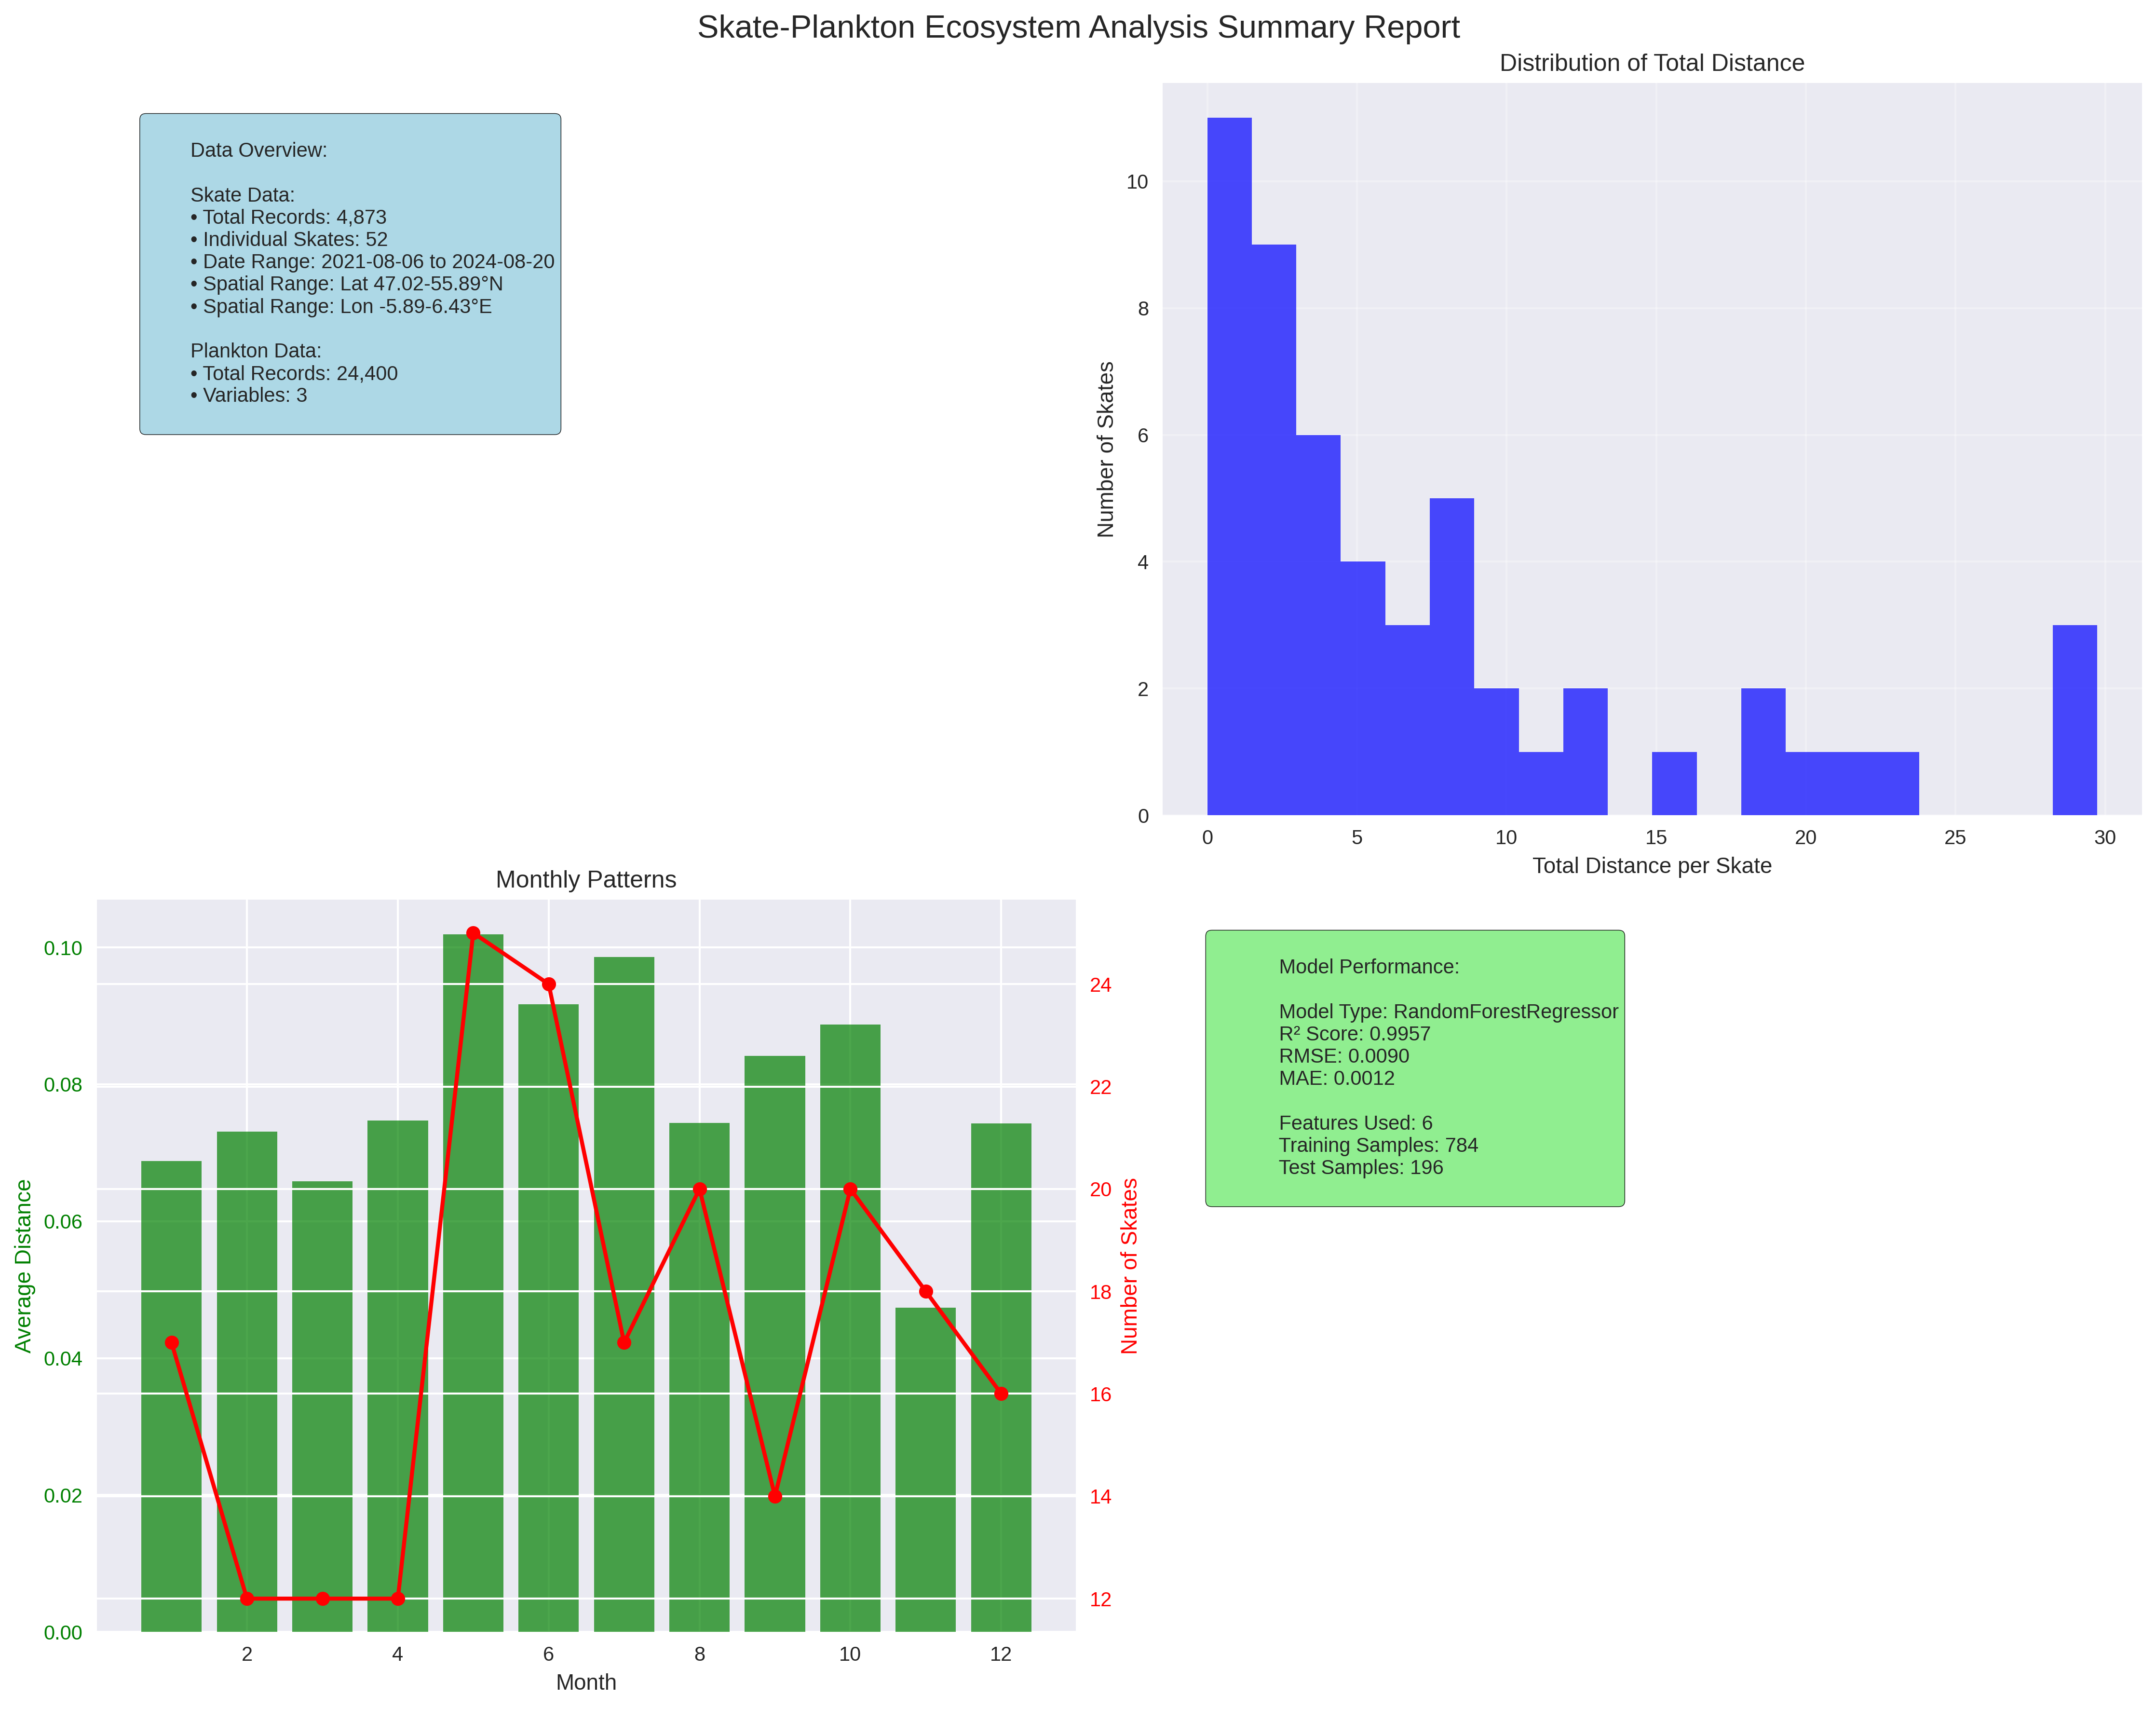 Skate-Plankton Ecosystem Analysis Summary Report
Data Overview:
Skate Data:
• Total Records: 4,873
• Individual Skates: 52
• Date Range: 2021-08-06 to 2024-08-20
• Spatial Range: Lat 47.02-55.89°N
• Spatial Range: Lon -5.89-6.43°E
Plankton Data:
• Total Records: 24,400
• Variables: 3
Distribution of Total Distance
Number of Skates
10
8
6
4
2
0
0 5 10 15 20 25 30
Total Distance per Skate
Monthly Patterns
Average Distance
0.10
0.08
0.06
0.04
0.02
0.00
2 4 6 8 10 12
Month
24
22
20
18
16
14
12
Number of Skates
Model Performance:
Model Type: RandomForestRegressor
R² Score: 0.9957
RMSE: 0.0090
MAE: 0.0012
Features Used: 6
Training Samples: 784
Test Samples: 196